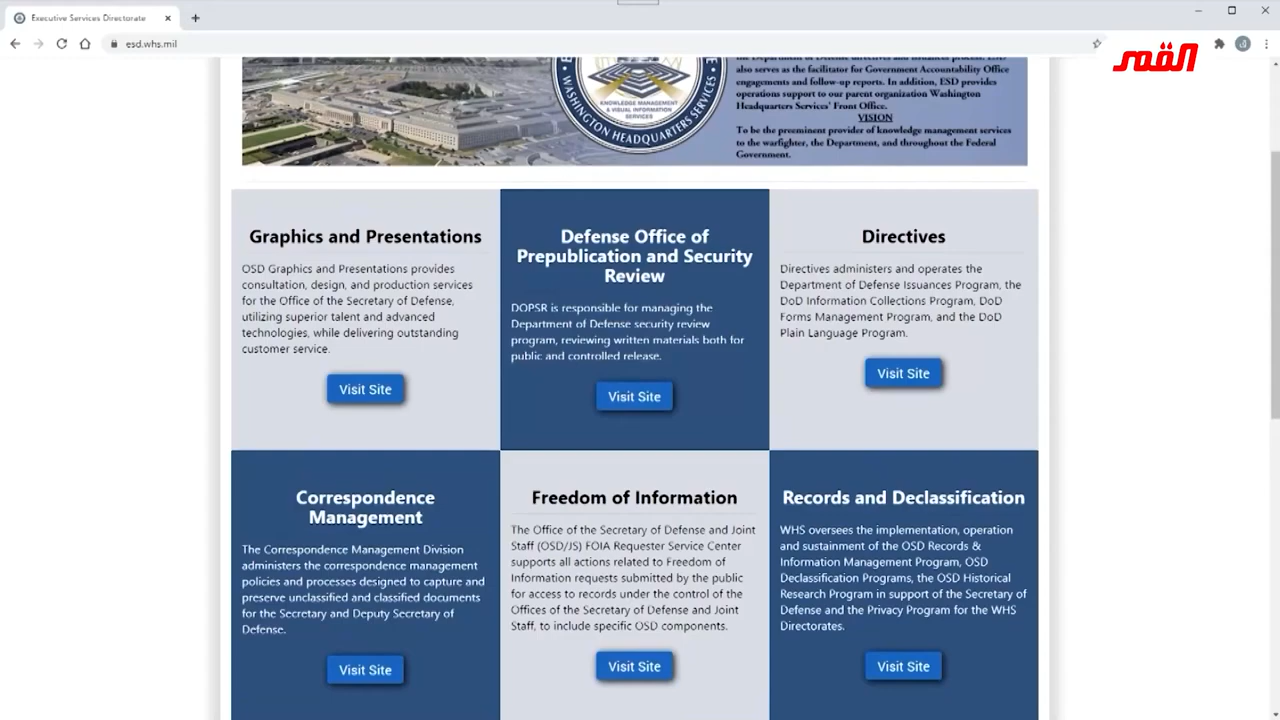 Executive Services Directorate
esd.whs.mil
القمر
the Department of Defense directives and issuances process. ESD
also serves as the facilitator for Government Accountability Office
engagements and follow-up reports. In addition, ESD provides
operations support to our parent organization Washington
Headquarters Services' Front Office.
VISION
To be the preeminent provider of knowledge management services
to the warfighter, the Department, and throughout the Federal
Government.
KNOWLEDGE MANAGEMENT
& VISUAL INFORMATION
SERVICES
WASHINGTON HEADQUARTERS SERVICES
Graphics and Presentations
OSD Graphics and Presentations provides
consultation, design, and production services
for the Office of the Secretary of Defense,
utilizing superior talent and advanced
technologies, while delivering outstanding
customer service.
Visit Site
Defense Office of
Prepublication and Security
Review
DOPSR is responsible for managing the
Department of Defense security review
program, reviewing written materials both for
public and controlled release.
Visit Site
Directives
Directives administers and operates the
Department of Defense Issuances Program, the
DoD Information Collections Program, DoD
Forms Management Program, and the DoD
Plain Language Program.
Visit Site
Correspondence
Management
The Correspondence Management Division
administers the correspondence management
policies and processes designed to capture and
preserve unclassified and classified documents
for the Secretary and Deputy Secretary of
Defense.
Visit Site
Freedom of Information
The Office of the Secretary of Defense and Joint
Staff (OSD/JS) FOIA Requester Service Center
supports all actions related to Freedom of
Information requests submitted by the public
for access to records under the control of the
Offices of the Secretary of Defense and Joint
Staff, to include specific OSD components.
Visit Site
Records and Declassification
WHS oversees the implementation, operation
and sustainment of the OSD Records &
Information Management Program, OSD
Declassification Programs, the OSD Historical
Research Program in support of the Secretary of
Defense and the Privacy Program for the WHS
Directorates.
Visit Site